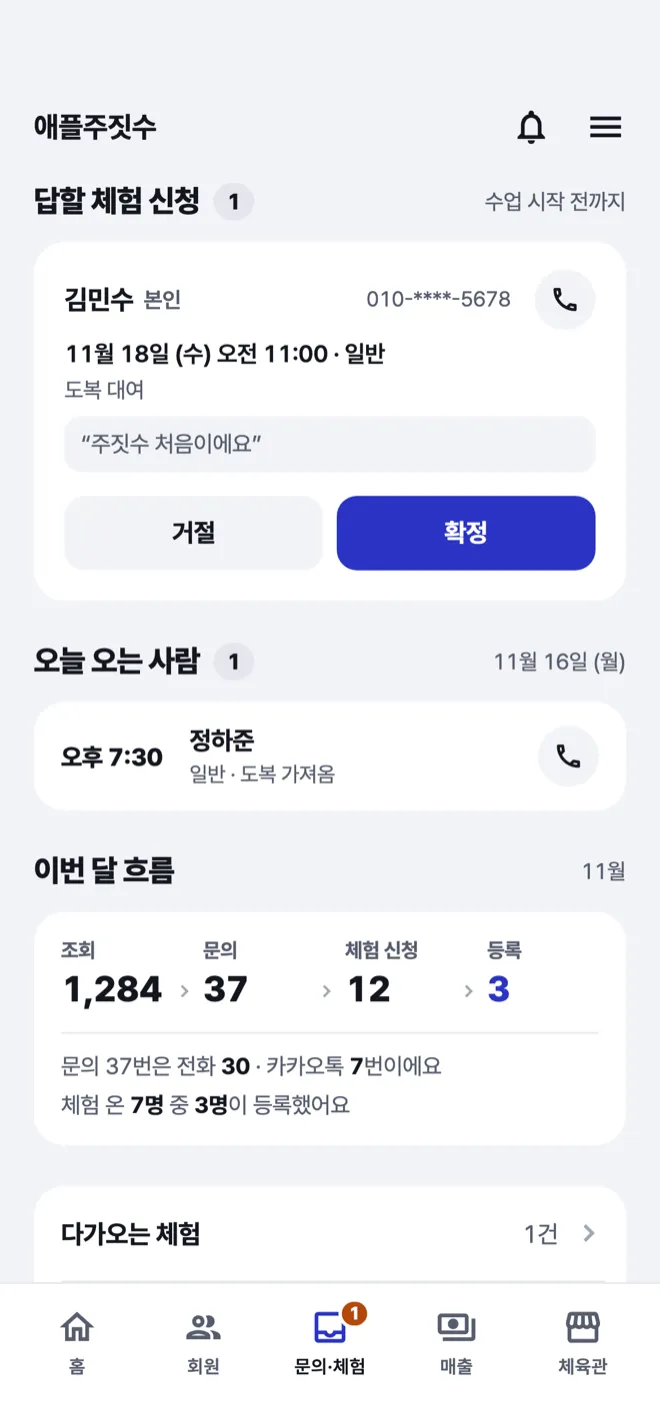 애플주짓수
답할 체험 신청 1
수업 시작 전까지
김민수 본인
010-****-5678
11월 18일 (수) 오전 11:00 · 일반
도복 대여
“주짓수 처음이에요”
거절
확정
오늘 오는 사람 1
11월 16일 (월)
오후 7:30
정하준
일반 · 도복 가져옴
이번 달 흐름
11월
조회 문의 체험 신청 등록
1,284 › 37 › 12 › 3
문의 37번은 전화 30 · 카카오톡 7번이에요
체험 온 7명 중 3명이 등록했어요
다가오는 체험
1건
1
홈 회원 문의·체험 매출 체육관